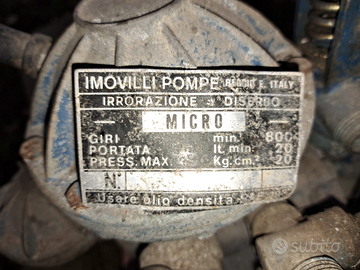 IMOVILLI POMPE REGGIO E. ITALY
IRRORAZIONE - DISERBO
MICRO
GIRI min. 800
PORTATA lt. min. 20
PRESS. MAX. Kg. cm.² 20
N
Usare olio densita
subito